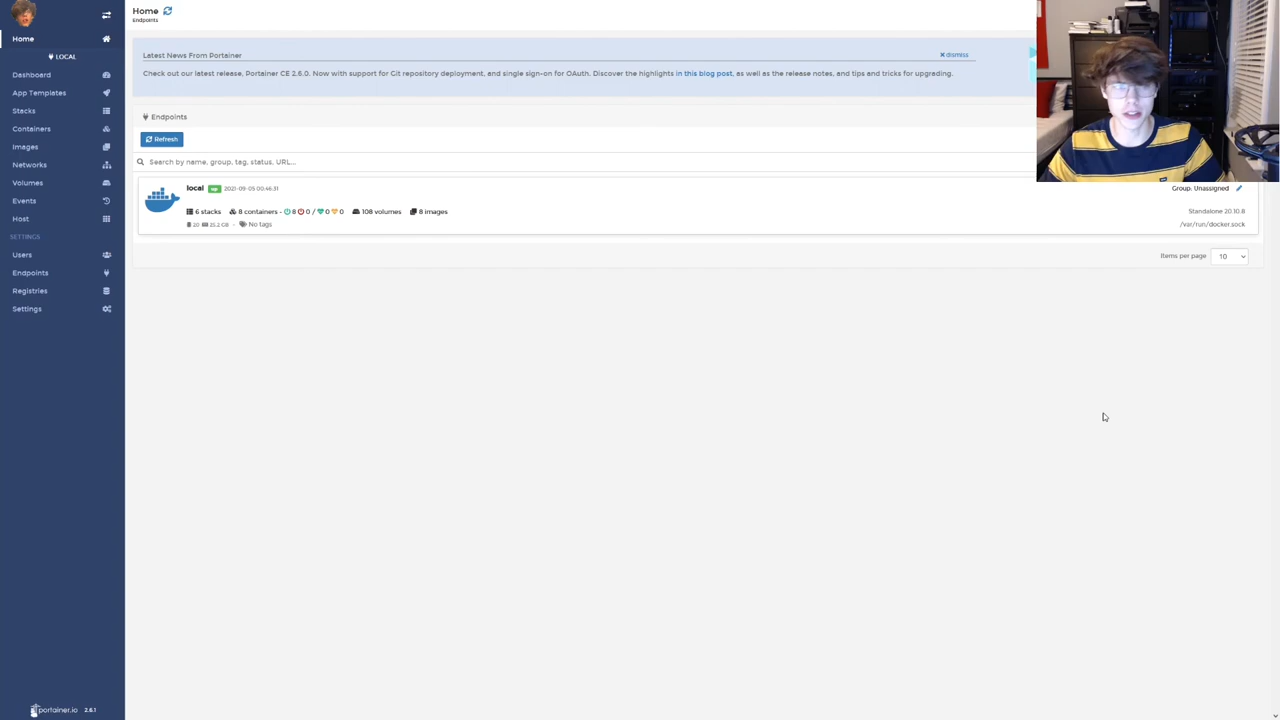 Home
Endpoints
Home
LOCAL
Dashboard
App Templates
Stacks
Containers
Images
Networks
Volumes
Events
Host
SETTINGS
Users
Endpoints
Registries
Settings
portainer.io 2.6.1
Latest News From Portainer
dismiss
Check out our latest release, Portainer CE 2.6.0. Now with support for Git repository deployment, and single sign-on for OAuth. Discover the highlights in this blog post, as well as the release notes, and tips and tricks for upgrading.
Endpoints
Refresh
Search by name, group, tag, status, URL...
local up 2021-09-05 00:46:31
Group: Unassigned
6 stacks 8 containers - 8 0 / 0 0 108 volumes 8 images
Standalone 20.10.8
20 25.2 GB - No tags
/var/run/docker.sock
Items per page 10